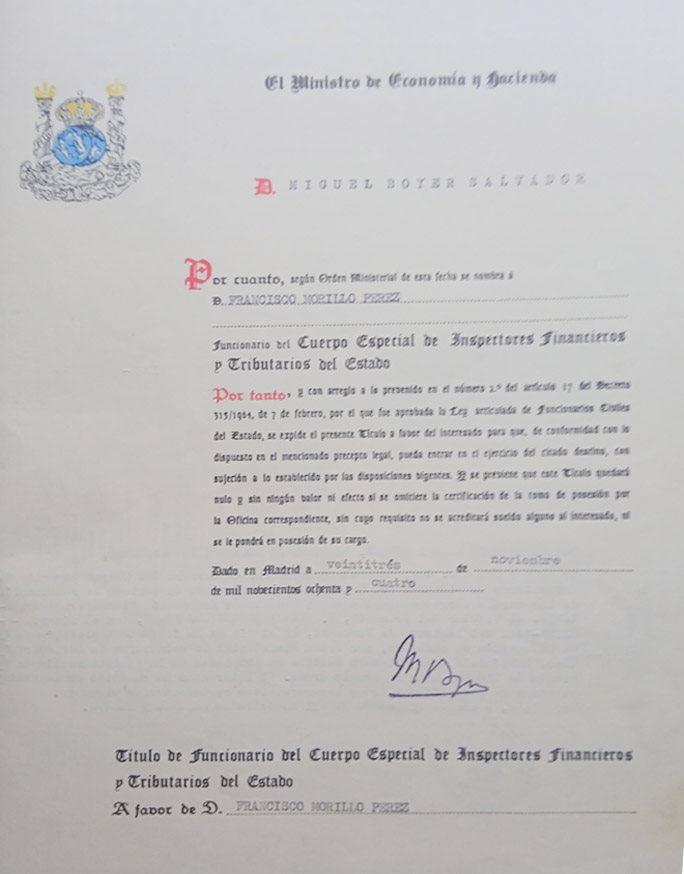 El Ministro de Economía y Hacienda
D. MIGUEL BOYER SALVADOR
Por cuanto, según Orden Ministerial de esta fecha se nombra a
D. FRANCISCO MORILLO PEREZ
Funcionario del Cuerpo Especial de Inspectores Financieros
y Tributarios del Estado
Por tanto, y con arreglo a lo prevenido en el número 2.º del artículo 37 del Decreto
315/1964, de 7 de febrero, por el que fue aprobada la Ley articulada de Funcionarios Civiles
del Estado, se expide el presente Título a favor del interesado para que, de conformidad con lo
dispuesto en el mencionado precepto legal, pueda entrar en el ejercicio del citado destino, con
sujeción a lo establecido por las disposiciones vigentes. Y se previene que este Título quedará
nulo y sin ningún valor ni efecto si se omitiere la certificación de la toma de posesión por
la Oficina correspondiente, sin cuyo requisito no se acreditará sueldo alguno al interesado, ni
se le pondrá en posesión de su cargo.
Dado en Madrid a veintitrés de noviembre
de mil novecientos ochenta y cuatro
Título de Funcionario del Cuerpo Especial de Inspectores Financieros
y Tributarios del Estado
A favor de D. FRANCISCO MORILLO PEREZ